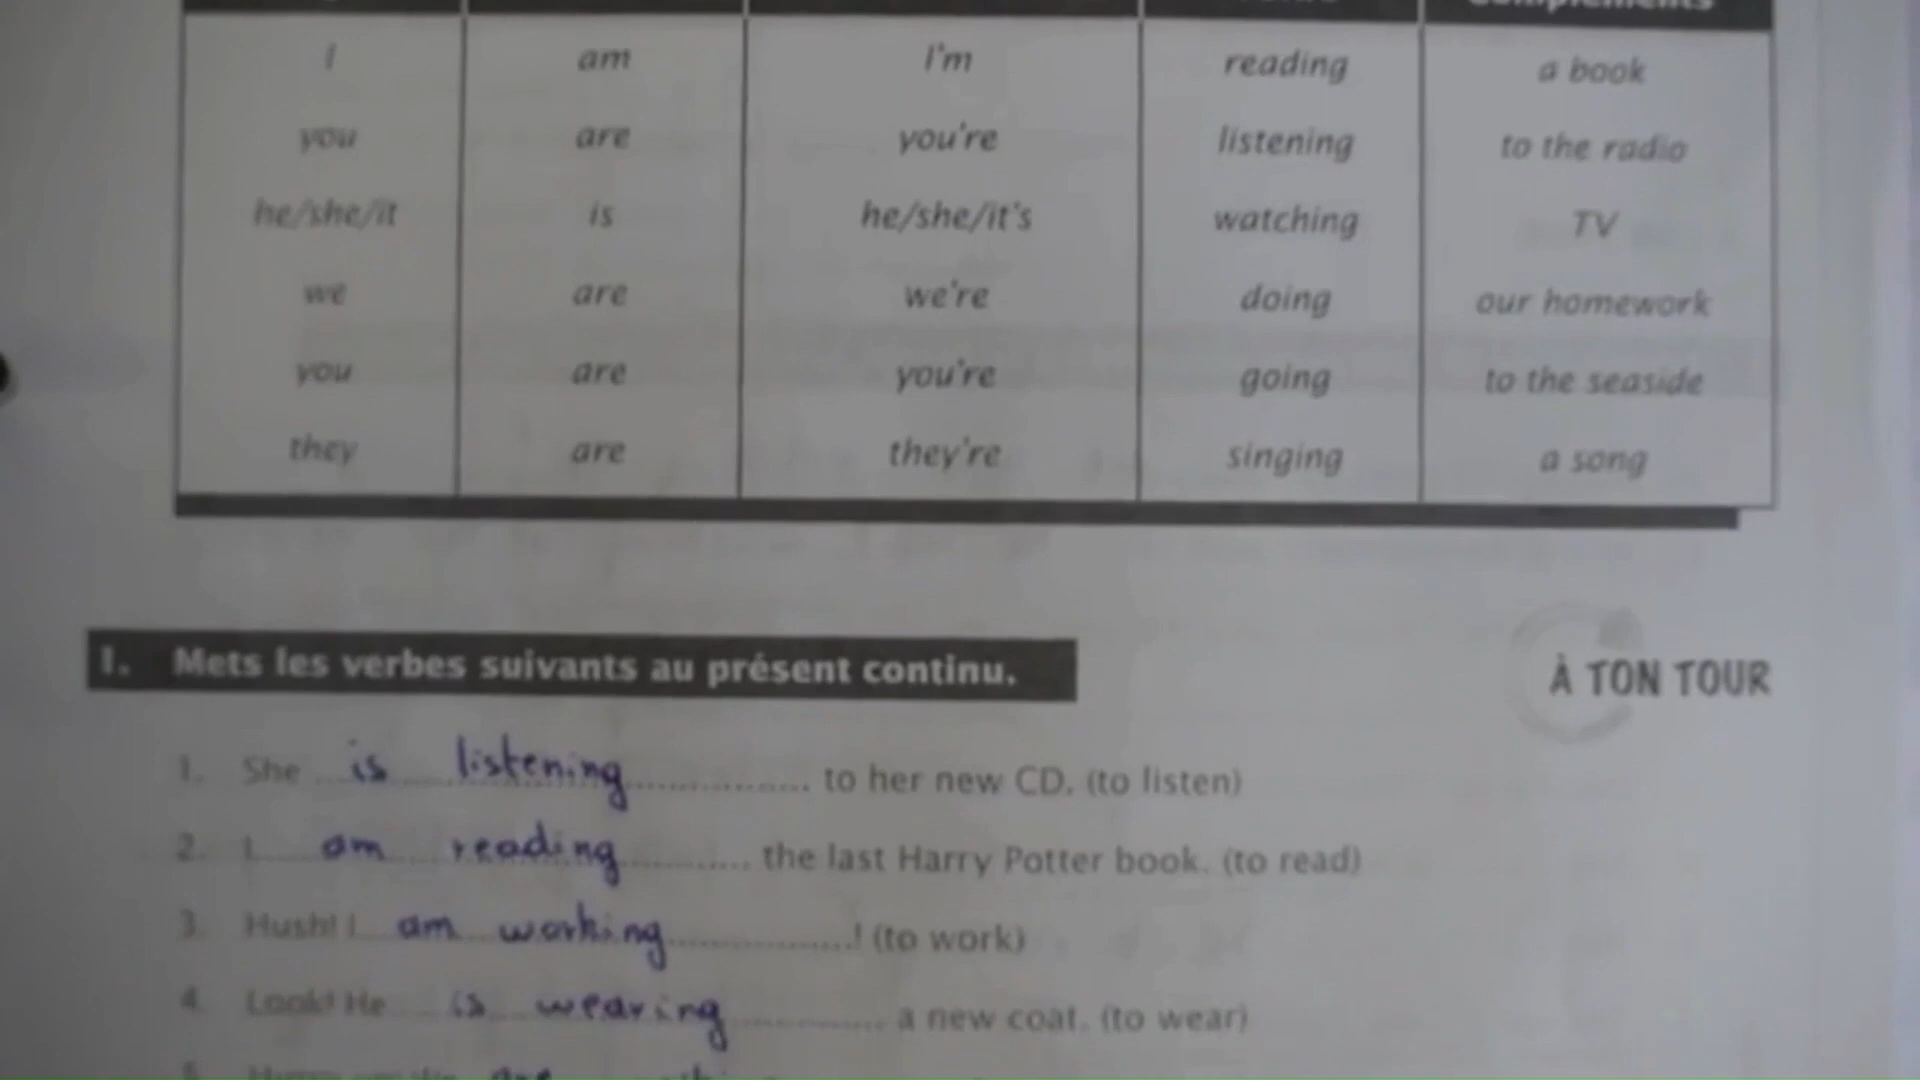 Complements
I am I'm reading a book
you are you're listening to the radio
he/she/it is he/she/it's watching TV
we are we're doing our homework
you are you're going to the seaside
they are they're singing a song
1. Mets les verbes suivants au présent continu.
À TON TOUR
1. She is listening to her new CD. (to listen)
2. I am reading the last Harry Potter book. (to read)
3. Hush! I am working ! (to work)
4. Look! He is wearing a new coat. (to wear)
5. are